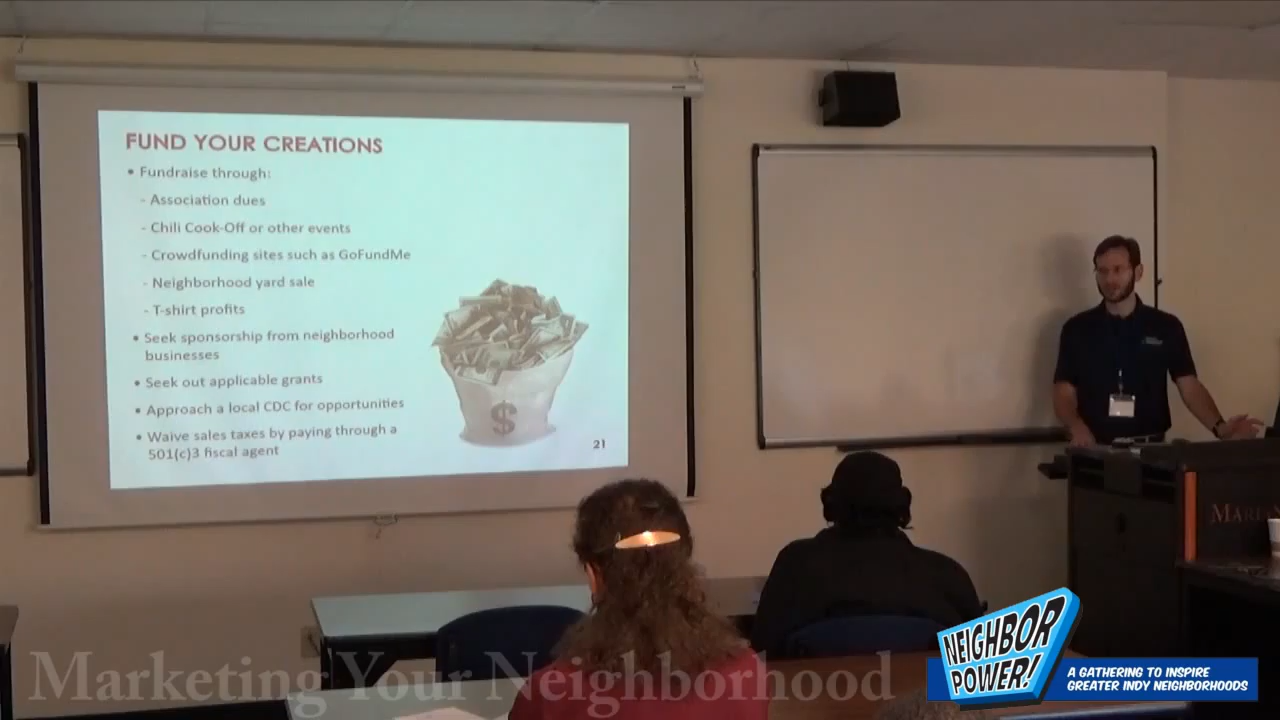 FUND YOUR CREATIONS
• Fundraise through:
- Association dues
- Chili Cook-Off or other events
- Crowdfunding sites such as GoFundMe
- Neighborhood yard sale
- T-shirt profits
• Seek sponsorship from neighborhood
businesses
• Seek out applicable grants
• Approach a local CDC for opportunities
• Waive sales taxes by paying through a
501(c)3 fiscal agent
$
21
Marketing Your Neighborhood
NEIGHBOR
POWER!
A GATHERING TO INSPIRE
GREATER INDY NEIGHBORHOODS